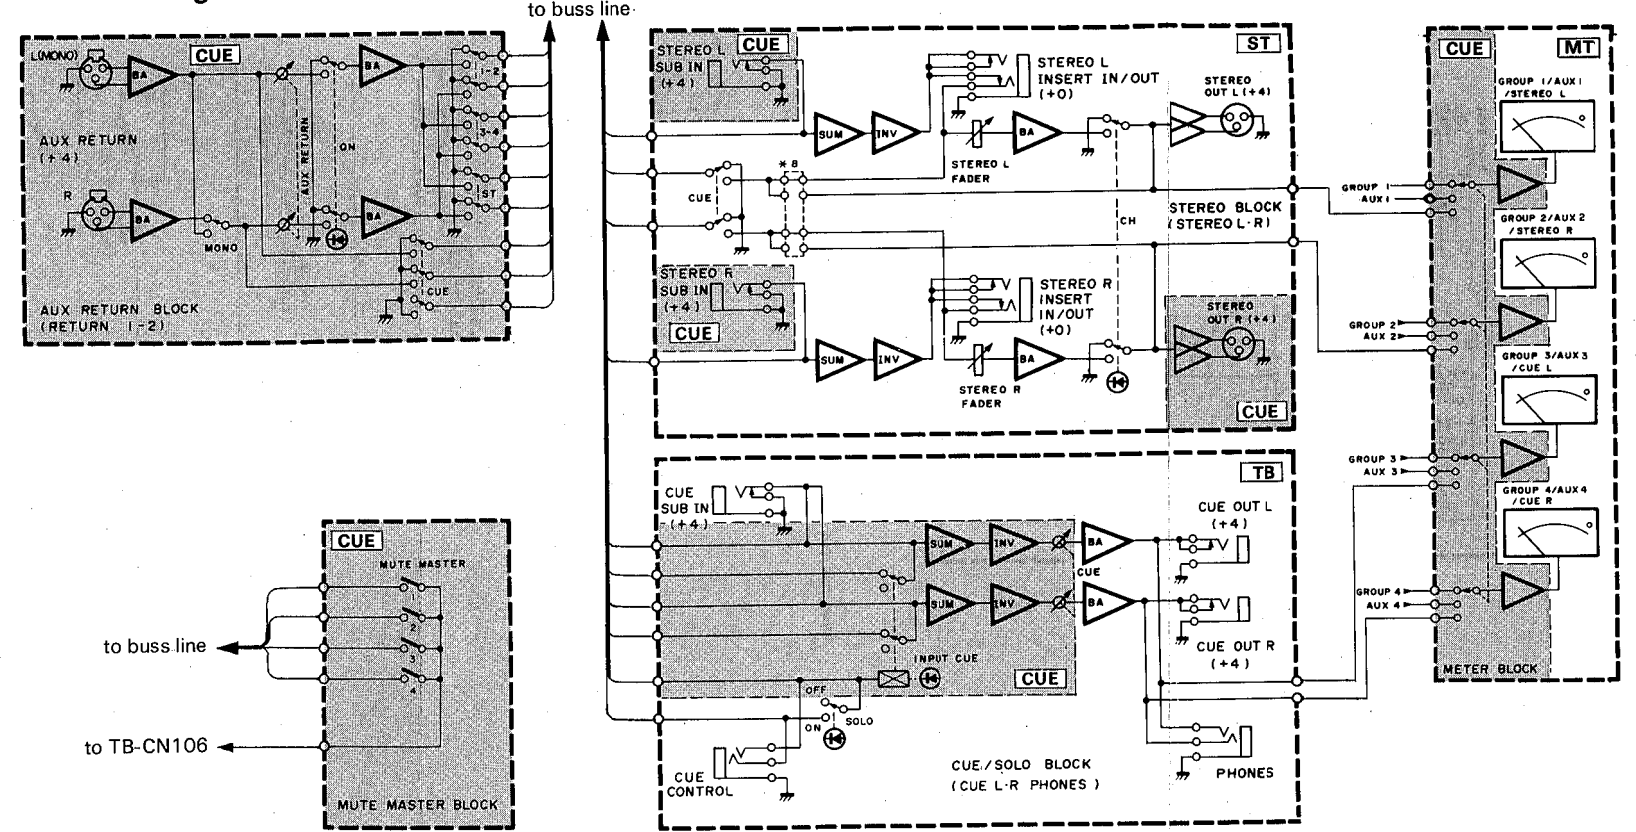 to buss line
L(MONO)
CUE
BA
BA
1-2
AUX RETURN
(+4)
3-4
AUX RETURN
ON
R
BA
BA
ST
MONO
CUE
AUX RETURN BLOCK
(RETURN 1-2)
STEREO L
SUB IN
(+4)
CUE
ST
STEREO L
INSERT IN/OUT
(+0)
STEREO
OUT L (+4)
SUM
INV
BA
STEREO L
FADER
* 8
CUE
CH
STEREO BLOCK
(STEREO L·R)
STEREO R
SUB IN
(+4)
CUE
STEREO R
INSERT
IN/OUT
(+0)
STEREO
OUT R (+4)
SUM
INV
BA
STEREO R
FADER
CUE
CUE
MT
GROUP 1/AUX1
/STEREO L
GROUP 1
AUX 1
GROUP 2/AUX2
/STEREO R
GROUP 2
AUX 2
GROUP 3/AUX3
/CUE L
GROUP 3
AUX 3
GROUP 4/AUX4
/CUE R
GROUP 4
AUX 4
METER BLOCK
TB
CUE
SUB IN
(+4)
CUE OUT L
(+4)
SUM
INV
BA
CUE
SUM
INV
BA
CUE OUT R
(+4)
INPUT CUE
CUE
OFF
SOLO
ON
CUE
CONTROL
CUE/SOLO BLOCK
(CUE L·R PHONES)
PHONES
CUE
MUTE MASTER
1
2
3
4
to buss line
to TB-CN106
MUTE MASTER BLOCK